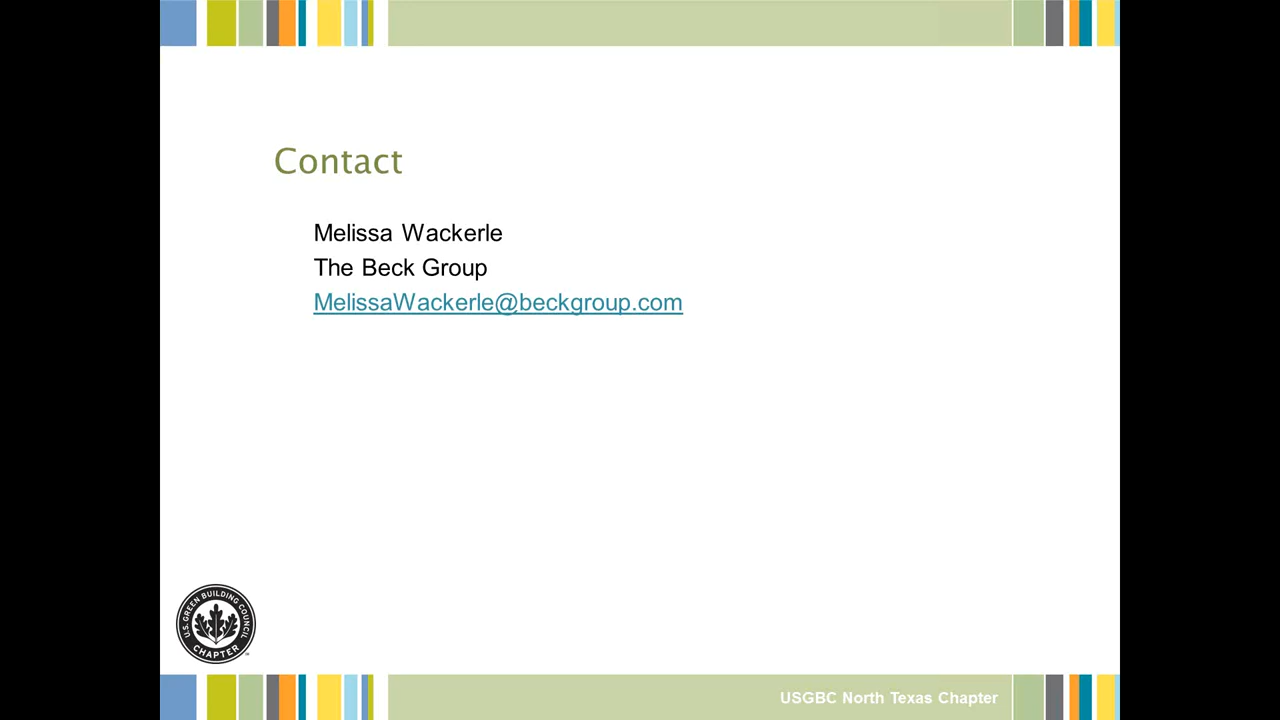 Contact
Melissa Wackerle
The Beck Group
MelissaWackerle@beckgroup.com
U.S. GREEN BUILDING COUNCIL
CHAPTER
USGBC North Texas Chapter